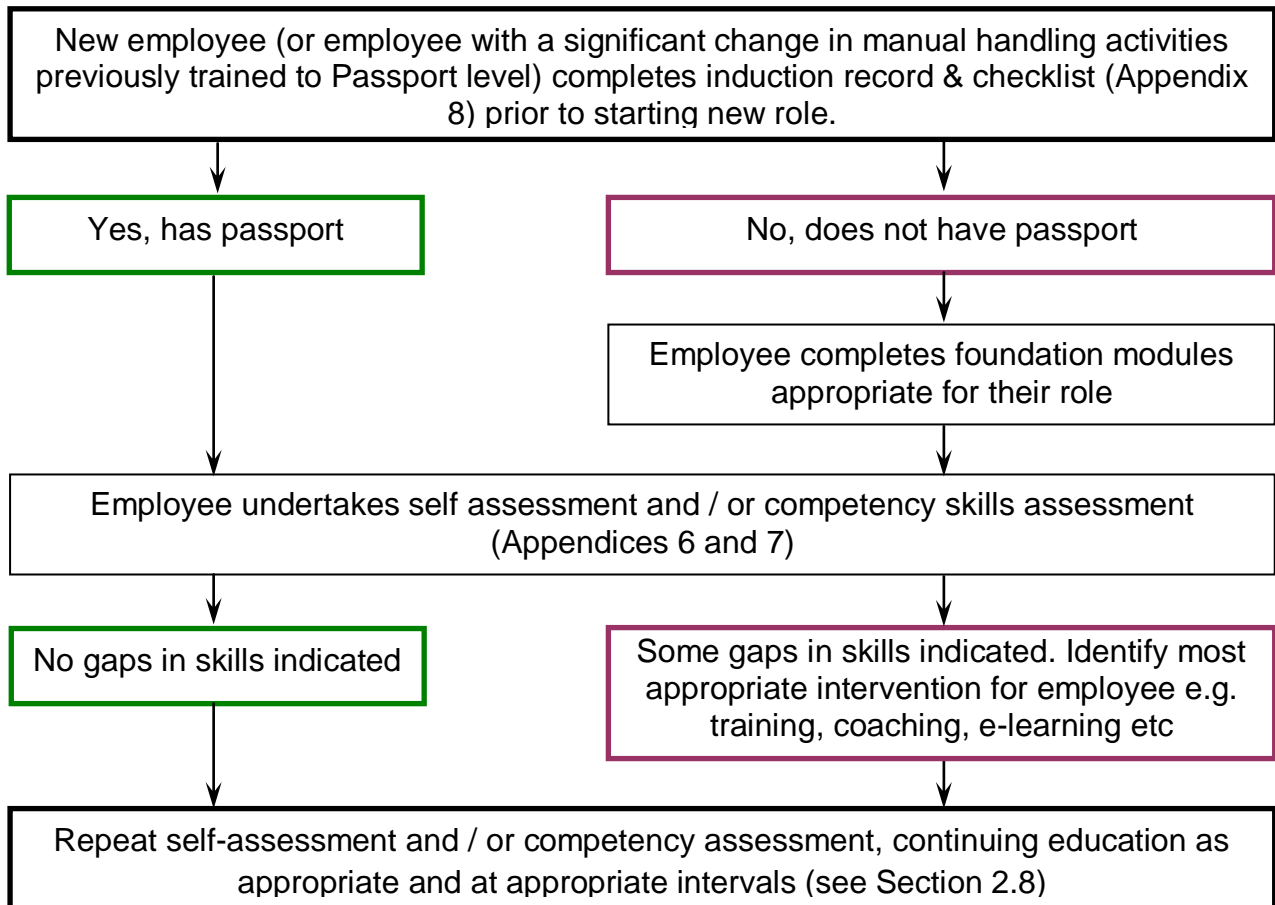 New employee (or employee with a significant change in manual handling activities
previously trained to Passport level) completes induction record & checklist (Appendix
8) prior to starting new role.
Yes, has passport
No, does not have passport
Employee completes foundation modules
appropriate for their role
Employee undertakes self assessment and / or competency skills assessment
(Appendices 6 and 7)
No gaps in skills indicated
Some gaps in skills indicated. Identify most
appropriate intervention for employee e.g.
training, coaching, e-learning etc
Repeat self-assessment and / or competency assessment, continuing education as
appropriate and at appropriate intervals (see Section 2.8)